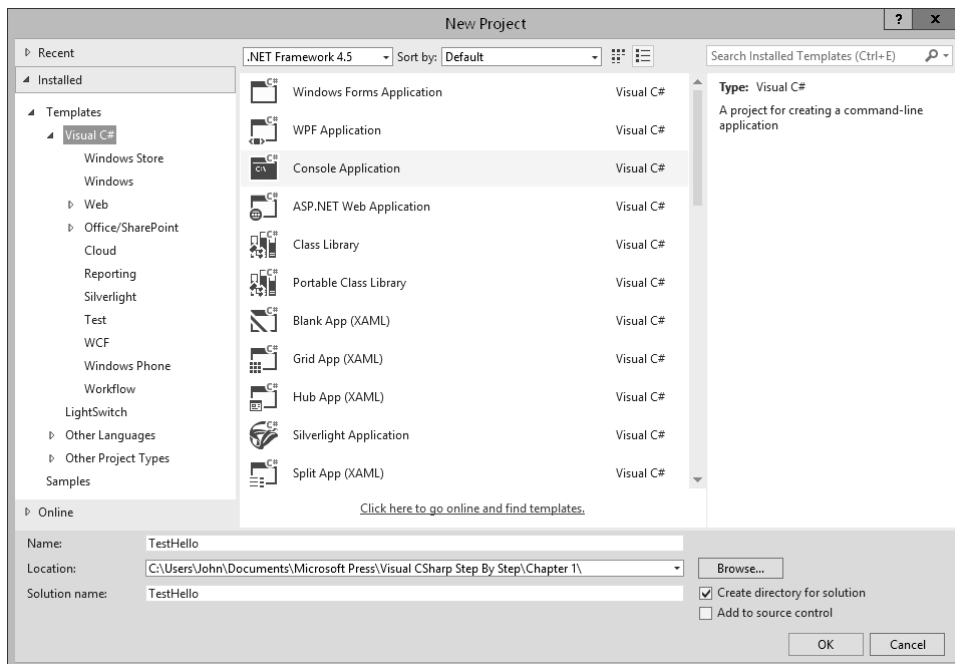 New Project
? x
Recent
Installed
Templates
Visual C#
Windows Store
Windows
Web
Office/SharePoint
Cloud
Reporting
Silverlight
Test
WCF
Windows Phone
Workflow
LightSwitch
Other Languages
Other Project Types
Samples
Online
.NET Framework 4.5 Sort by: Default
Windows Forms Application Visual C#
WPF Application Visual C#
Console Application Visual C#
ASP.NET Web Application Visual C#
Class Library Visual C#
Portable Class Library Visual C#
Blank App (XAML) Visual C#
Grid App (XAML) Visual C#
Hub App (XAML) Visual C#
Silverlight Application Visual C#
Split App (XAML) Visual C#
Click here to go online and find templates.
Search Installed Templates (Ctrl+E)
Type: Visual C#
A project for creating a command-line
application
Name: TestHello
Location: C:\Users\John\Documents\Microsoft Press\Visual CSharp Step By Step\Chapter 1\
Solution name: TestHello
Browse...
Create directory for solution
Add to source control
OK Cancel